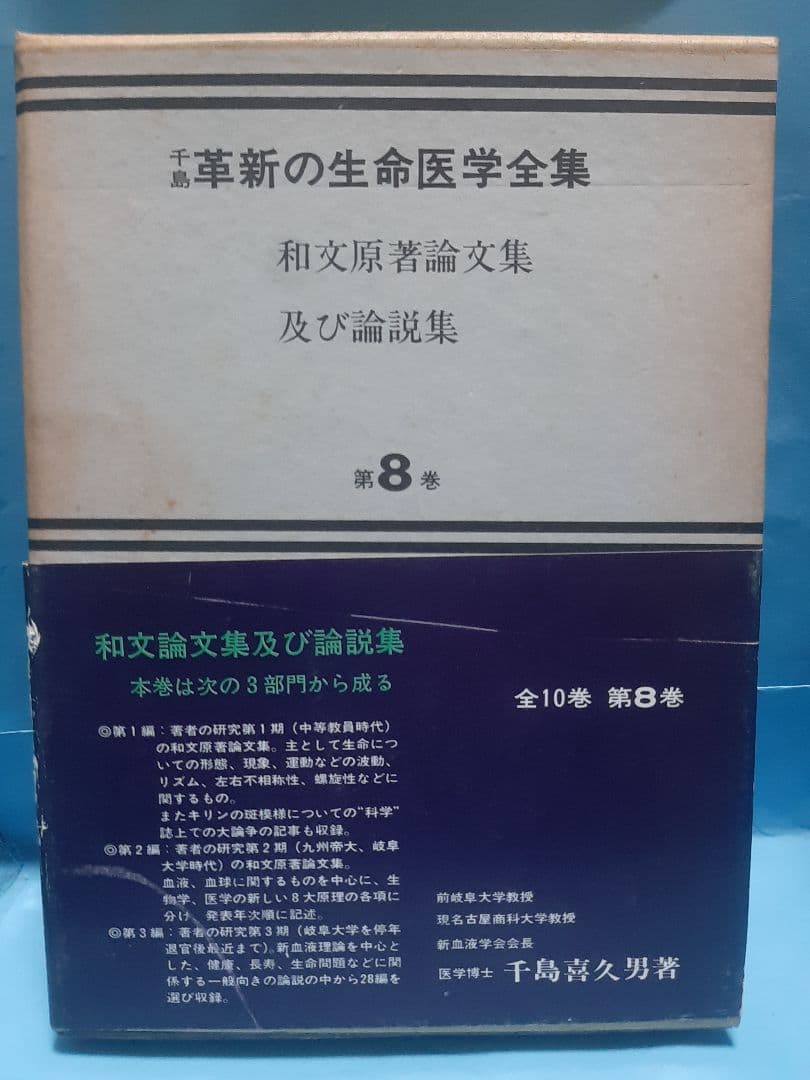 千島 革新の生命医学全集
和文原著論文集
及び論説集
第8巻
和文論文集及び論説集
本巻は次の3部門から成る
◎第1編：著者の研究第1期（中等教員時代）
の和文原著論文集。主として生命につ
いての形態、現象、運動などの波動、
リズム、左右不相称性、螺旋性などに
関するもの。
またキリンの斑模様についての“科学”
誌上での大論争の記事も収録。
◎第2編：著者の研究第2期（九州帝大、岐阜
大学時代）の和文原著論文集。
血液、血球に関するものを中心に、生
物学、医学の新しい8大原理の各項に
分け、発表年次順に記述。
◎第3編：著者の研究第3期（岐阜大学を停年
退官後最近まで）。新血液理論を中心と
した、健康、長寿、生命問題などに関
係する一般向きの論説の中から28編を
選び収録。
全10巻 第8巻
前岐阜大学教授
現名古屋商科大学教授
新血液学会会長
医学博士 千島喜久男著